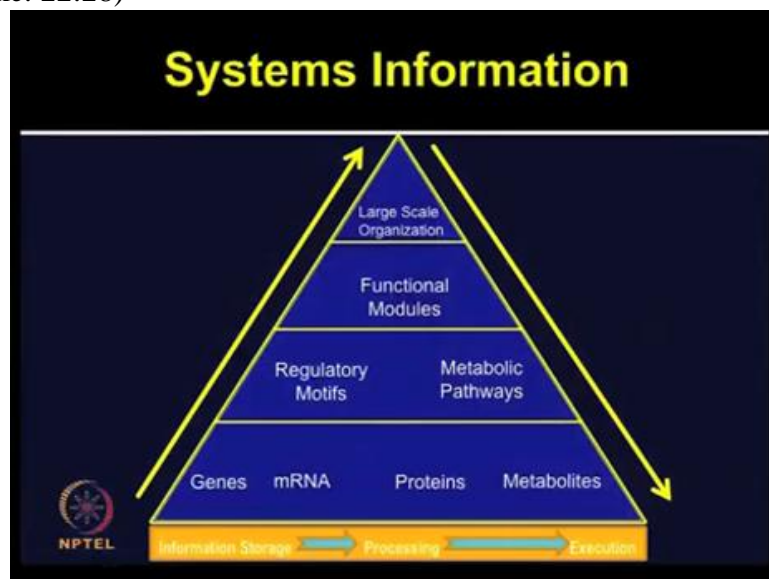 Systems Information
Large Scale
Organization
Functional
Modules
Regulatory
Motifs
Metabolic
Pathways
Genes mRNA Proteins Metabolites
NPTEL
Information Storage Processing Execution